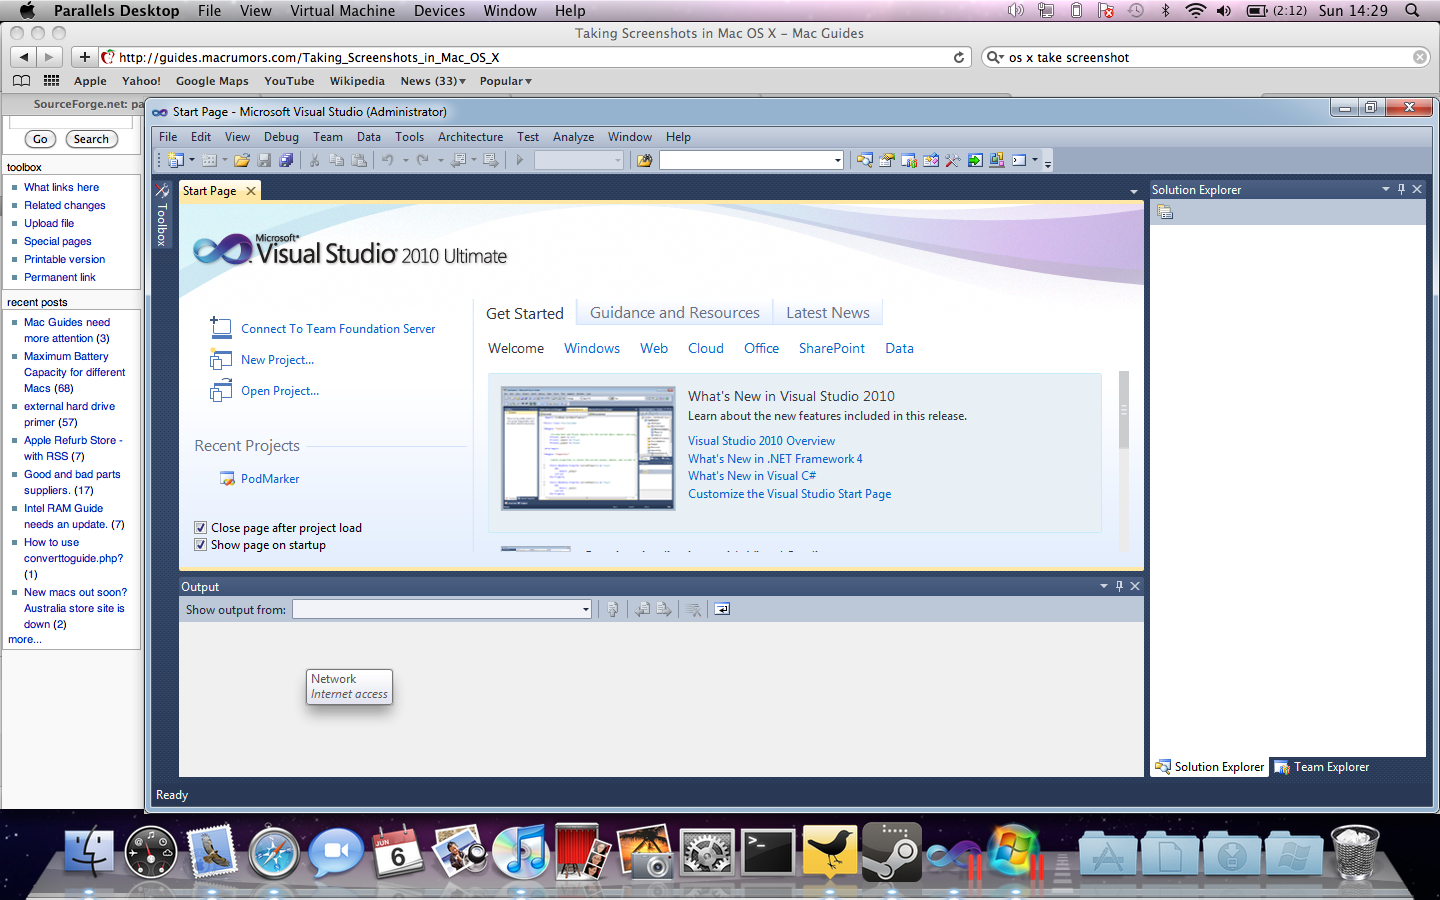 Parallels Desktop File View Virtual Machine Devices Window Help (2:12) Sun 14:29
Taking Screenshots in Mac OS X – Mac Guides
http://guides.macrumors.com/Taking_Screenshots_in_Mac_OS_X os x take screenshot
Apple Yahoo! Google Maps YouTube Wikipedia News (33) Popular
SourceForge.net: pa
Go Search
toolbox
What links here
Related changes
Upload file
Special pages
Printable version
Permanent link
recent posts
Mac Guides need
more attention (3)
Maximum Battery
Capacity for different
Macs (68)
external hard drive
primer (57)
Apple Refurb Store -
with RSS (7)
Good and bad parts
suppliers. (17)
Intel RAM Guide
needs an update. (7)
How to use
converttoguide.php?
(1)
New macs out soon?
Australia store site is
down (2)
more...
Start Page - Microsoft Visual Studio (Administrator)
File Edit View Debug Team Data Tools Architecture Test Analyze Window Help
Toolbox
Start Page
Microsoft
Visual Studio 2010 Ultimate
Connect To Team Foundation Server
New Project...
Open Project...
Recent Projects
PodMarker
Close page after project load
Show page on startup
Get Started Guidance and Resources Latest News
Welcome Windows Web Cloud Office SharePoint Data
What's New in Visual Studio 2010
Learn about the new features included in this release.
Visual Studio 2010 Overview
What's New in .NET Framework 4
What's New in Visual C#
Customize the Visual Studio Start Page
Output
Show output from:
Network
Internet access
Ready
Solution Explorer
Solution Explorer Team Explorer
JUN
6